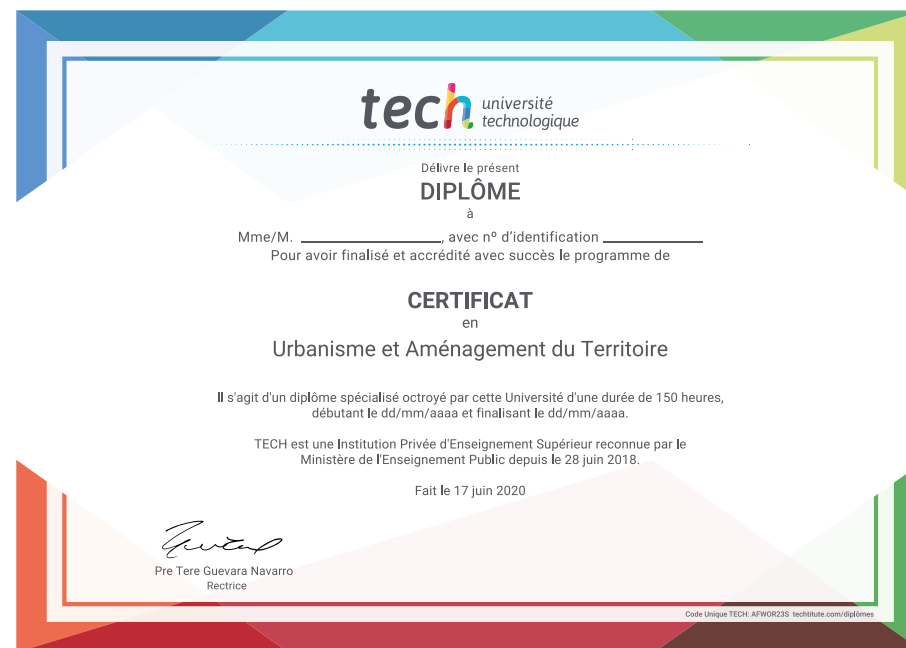 tech université
technologique
Délivre le présent
DIPLÔME
à
Mme/M. ____________________, avec nº d'identification ______________
Pour avoir finalisé et accrédité avec succès le programme de
CERTIFICAT
en
Urbanisme et Aménagement du Territoire
Il s'agit d'un diplôme spécialisé octroyé par cette Université d'une durée de 150 heures,
débutant le dd/mm/aaaa et finalisant le dd/mm/aaaa.
TECH est une Institution Privée d'Enseignement Supérieur reconnue par le
Ministère de l'Enseignement Public depuis le 28 juin 2018.
Fait le 17 juin 2020
Pre Tere Guevara Navarro
Rectrice
Code Unique TECH: AFWOR23S techtitute.com/diplômes